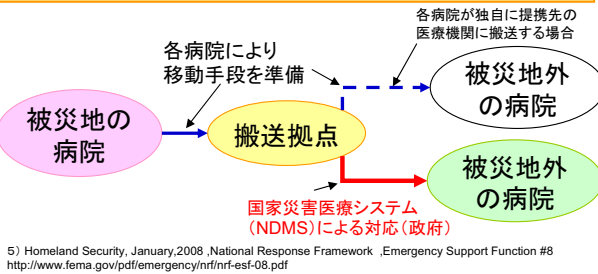 各病院が独自に提携先の
医療機関に搬送する場合
各病院により
移動手段を準備
被災地の
病院
搬送拠点
被災地外
の病院
被災地外
の病院
国家災害医療システム
(NDMS)による対応(政府)
5) Homeland Security, January,2008 ,National Response Framework ,Emergency Support Function #8
http://www.fema.gov/pdf/emergency/nrf/nrf-esf-08.pdf